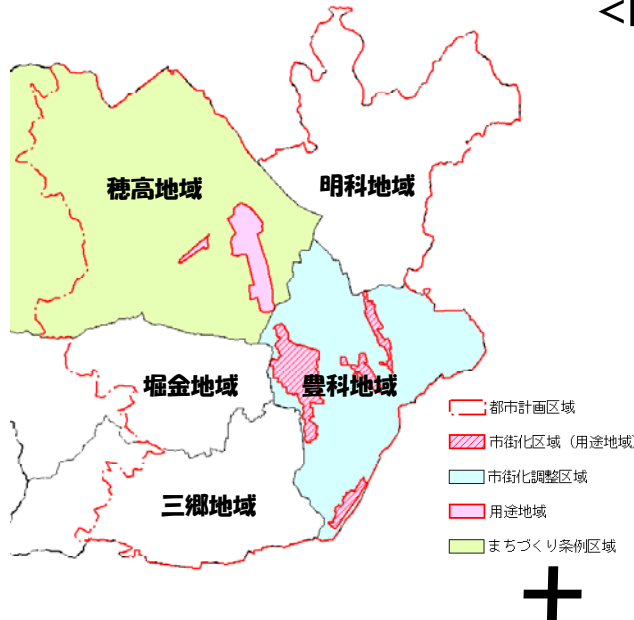 穂高地域
明科地域
堀金地域
豊科地域
三郷地域
都市計画区域
市街化区域（用途地域）
市街化調整区域
用途地域
まちづくり条例区域